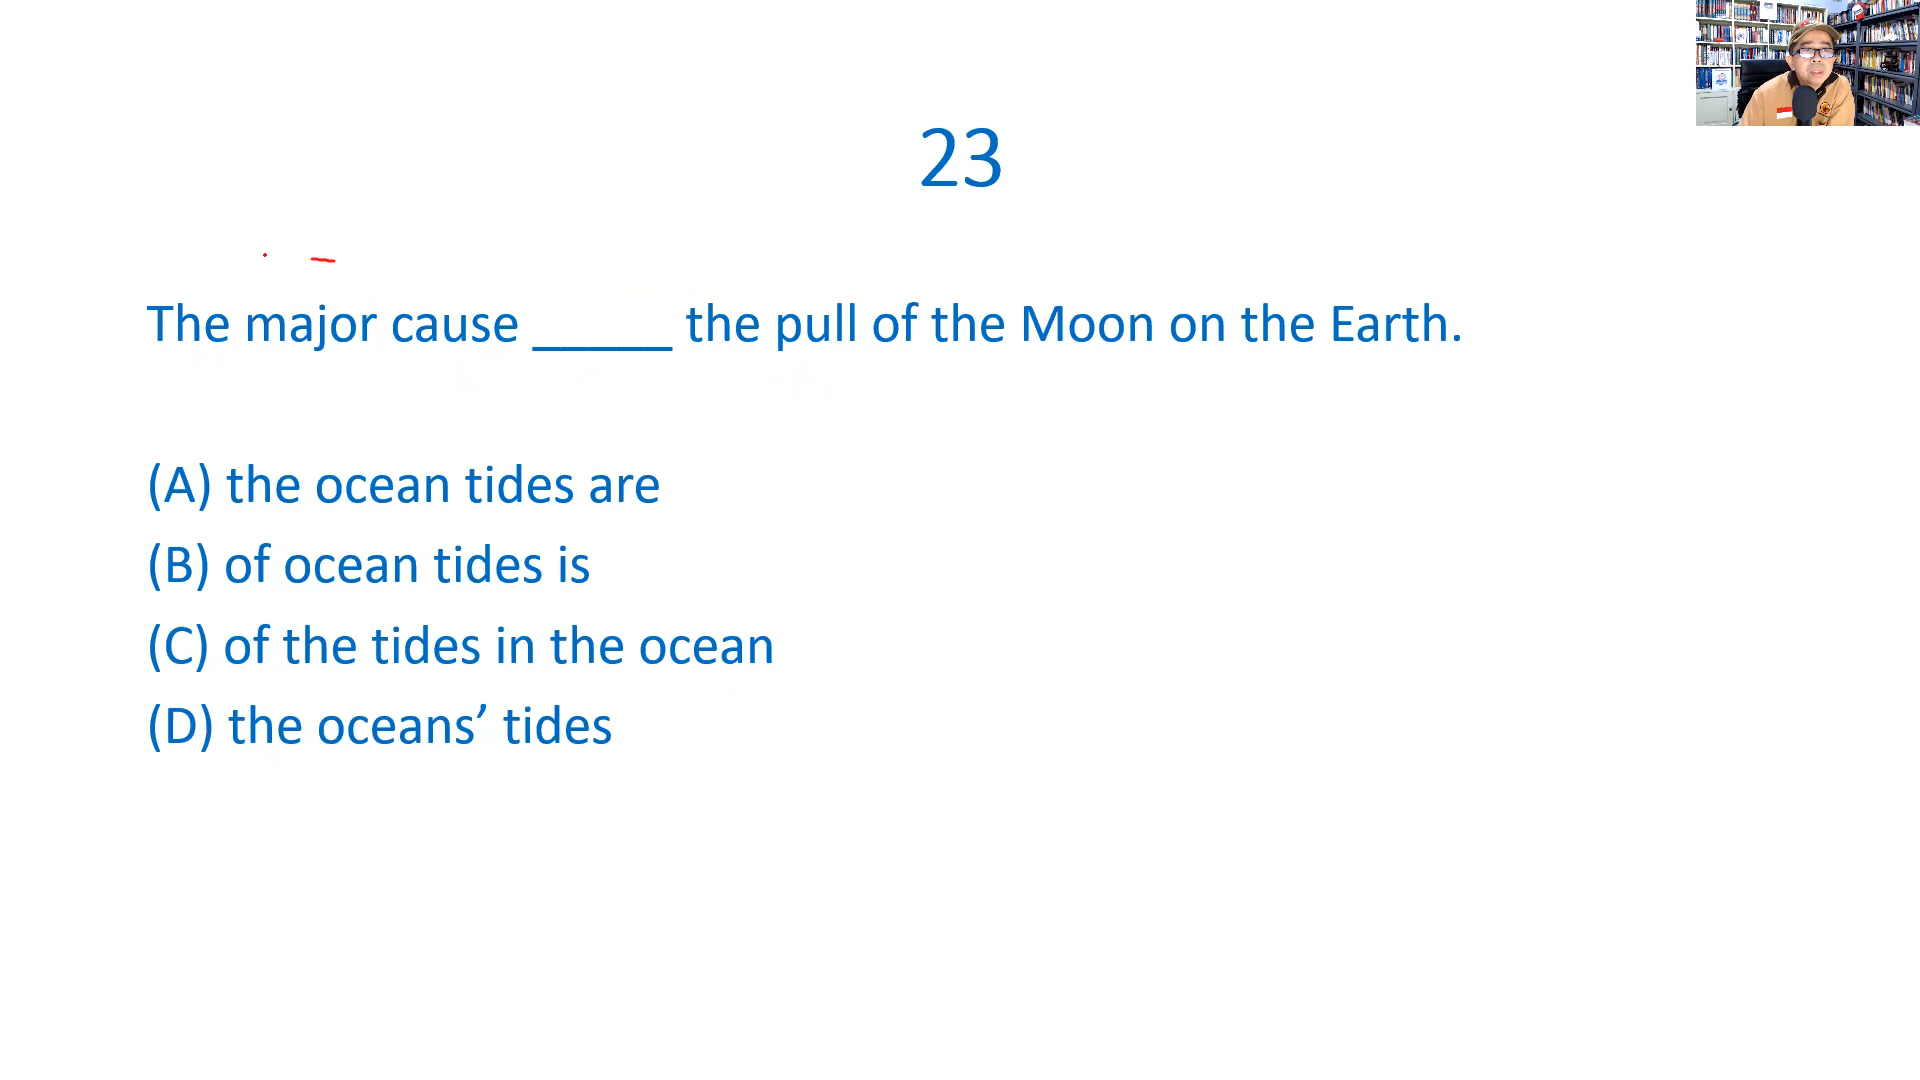 23
The major cause _____ the pull of the Moon on the Earth.
(A) the ocean tides are
(B) of ocean tides is
(C) of the tides in the ocean
(D) the oceans’ tides